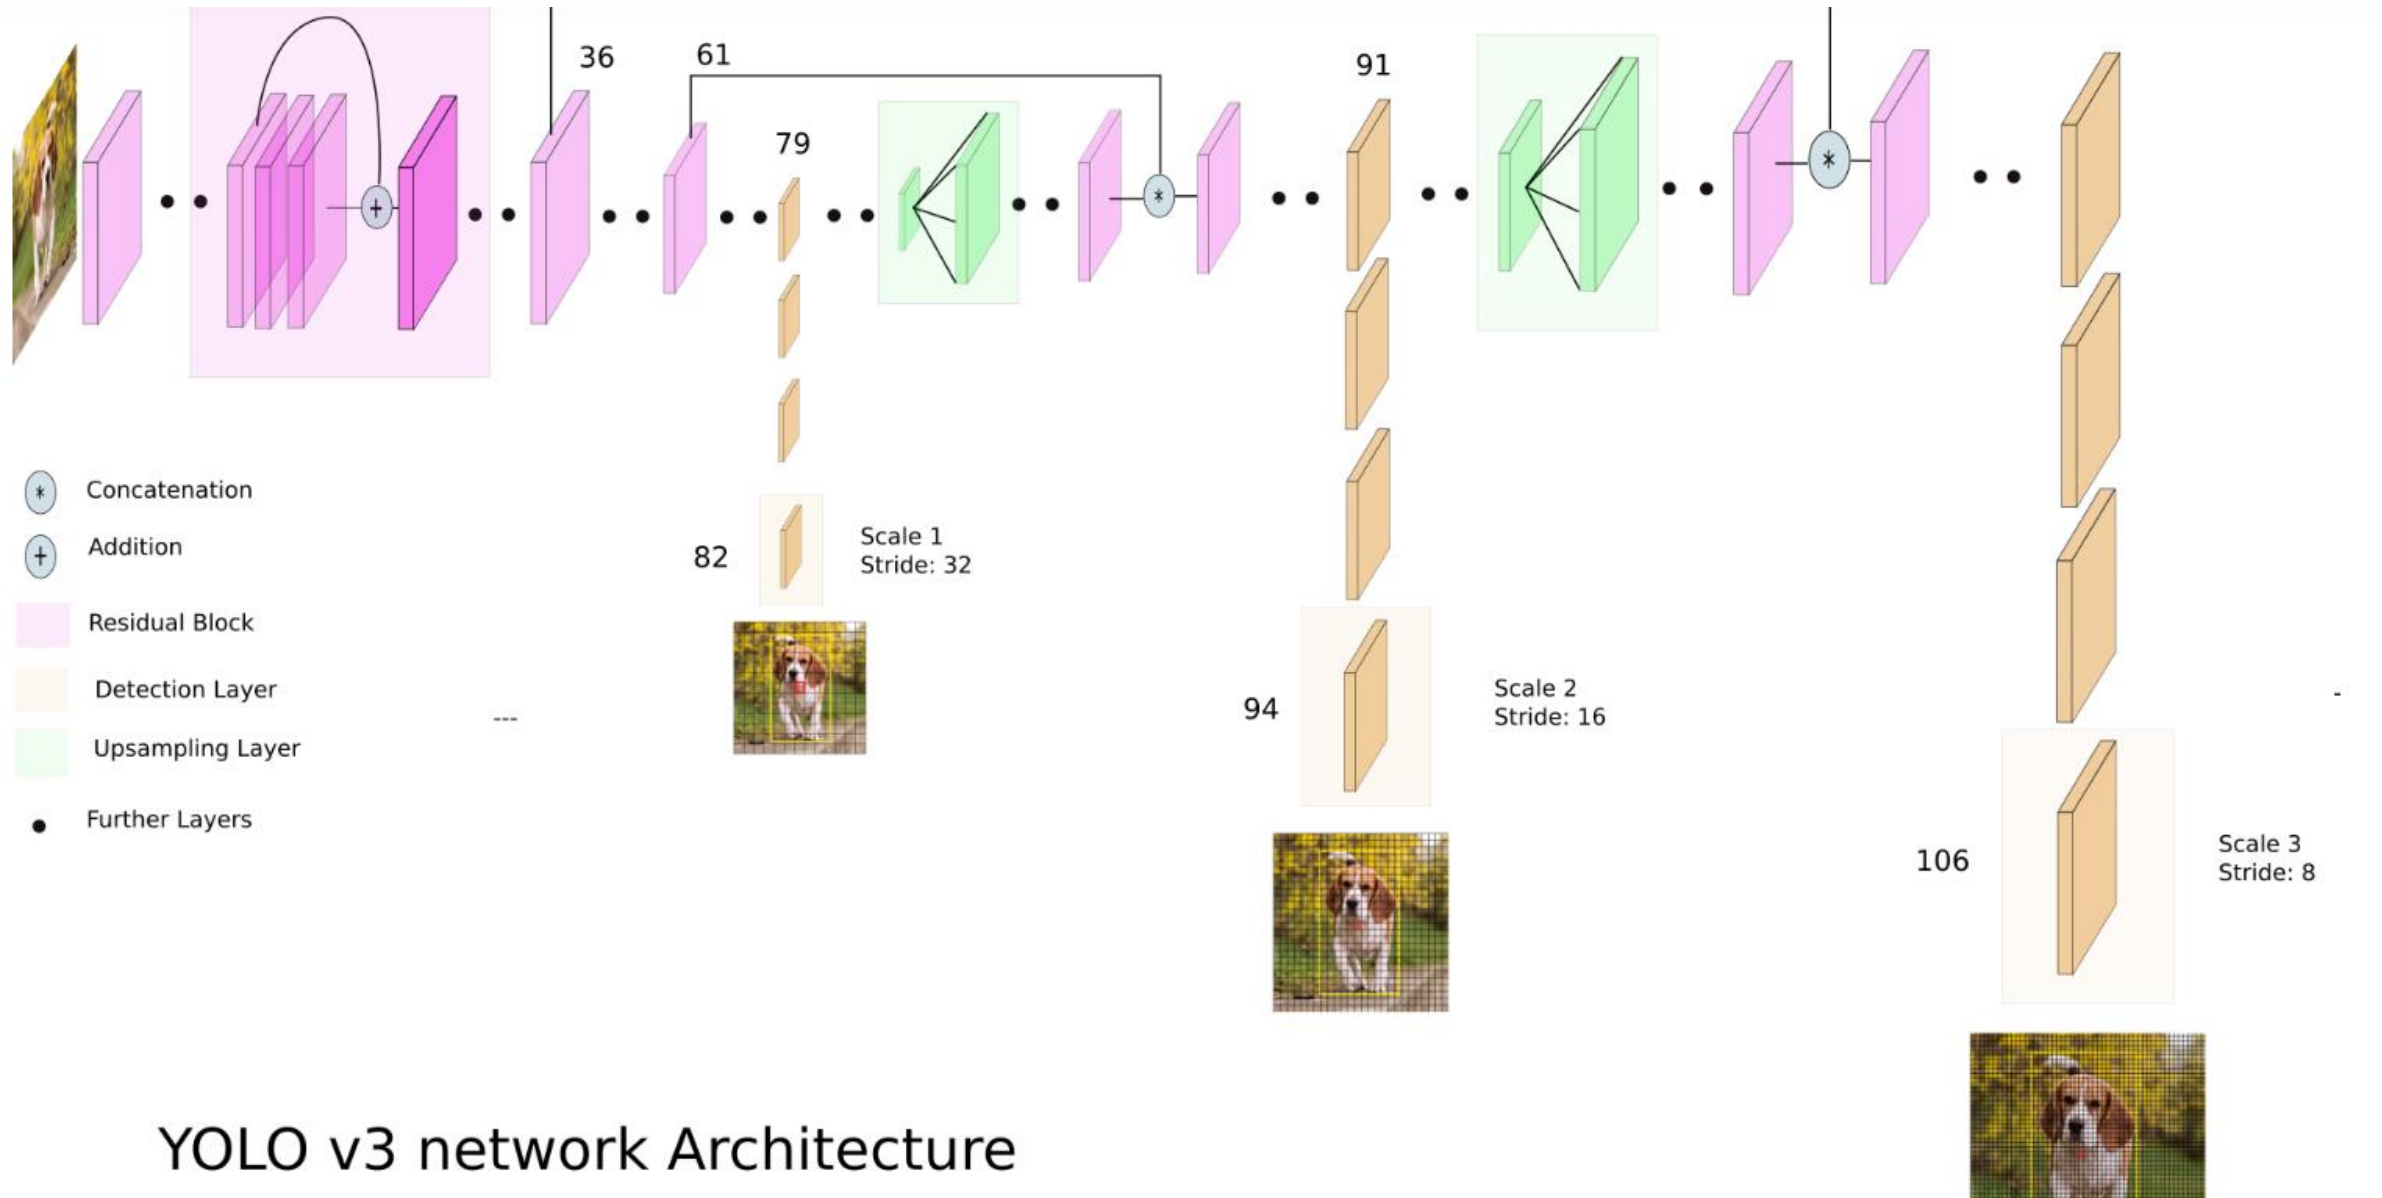 36
61
91
79
+
*
*
* Concatenation
+ Addition
Residual Block
Detection Layer
Upsampling Layer
Further Layers
---
82
Scale 1
Stride: 32
94
Scale 2
Stride: 16
-
106
Scale 3
Stride: 8
YOLO v3 network Architecture